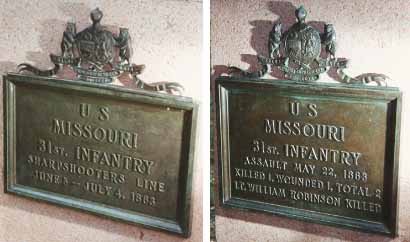 U S
MISSOURI
31ST. INFANTRY
SHARPSHOOTERS LINE
JUNE 5 – JULY 4, 1863
U S
MISSOURI
31ST. INFANTRY
ASSAULT MAY 22, 1863
KILLED 1, WOUNDED 1, TOTAL 2
LT. WILLIAM ROBINSON KILLED